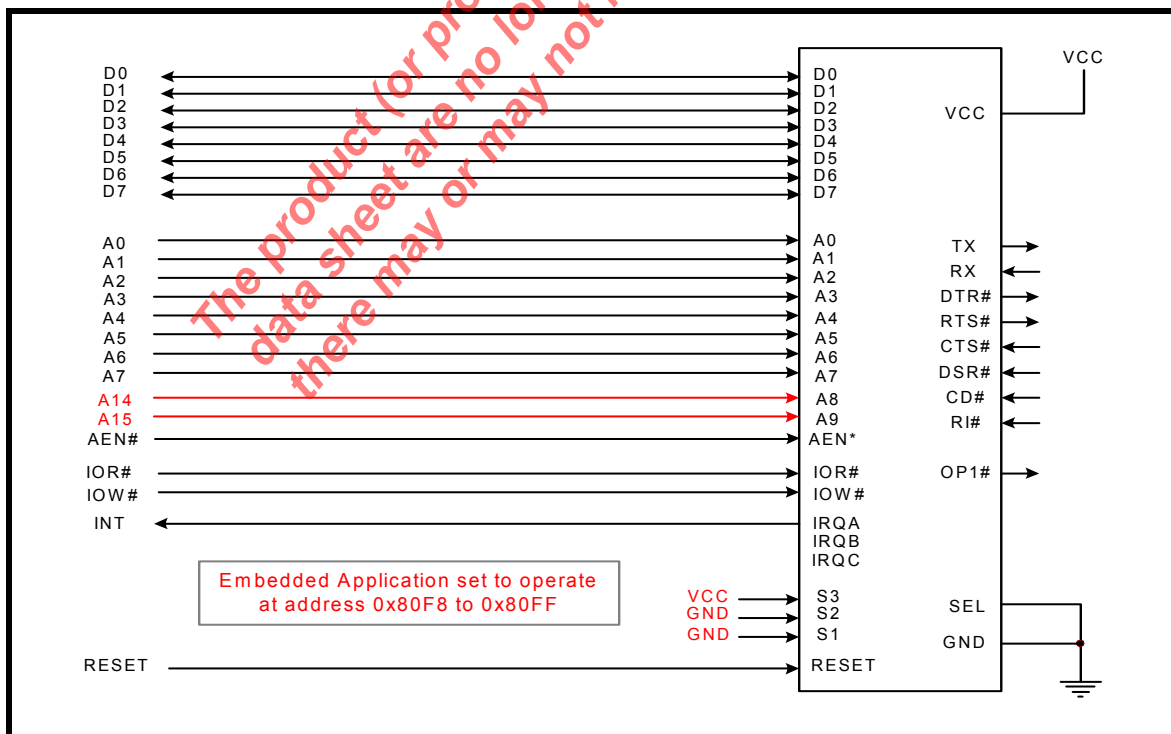 The product (or pro
data sheet are no lo
there may or may not
D0 D0
D1 D1
D2 D2
D3 D3
D4 D4
D5 D5
D6 D6
D7 D7
A0 A0
A1 A1
A2 A2
A3 A3
A4 A4
A5 A5
A6 A6
A7 A7
A14 A8
A15 A9
AEN# AEN*
IOR# IOR#
IOW# IOW#
INT IRQA
IRQB
IRQC
Embedded Application set to operate
at address 0x80F8 to 0x80FF
VCC S3
GND S2
GND S1
RESET RESET
VCC
VCC
TX
RX
DTR#
RTS#
CTS#
DSR#
CD#
RI#
OP1#
SEL
GND